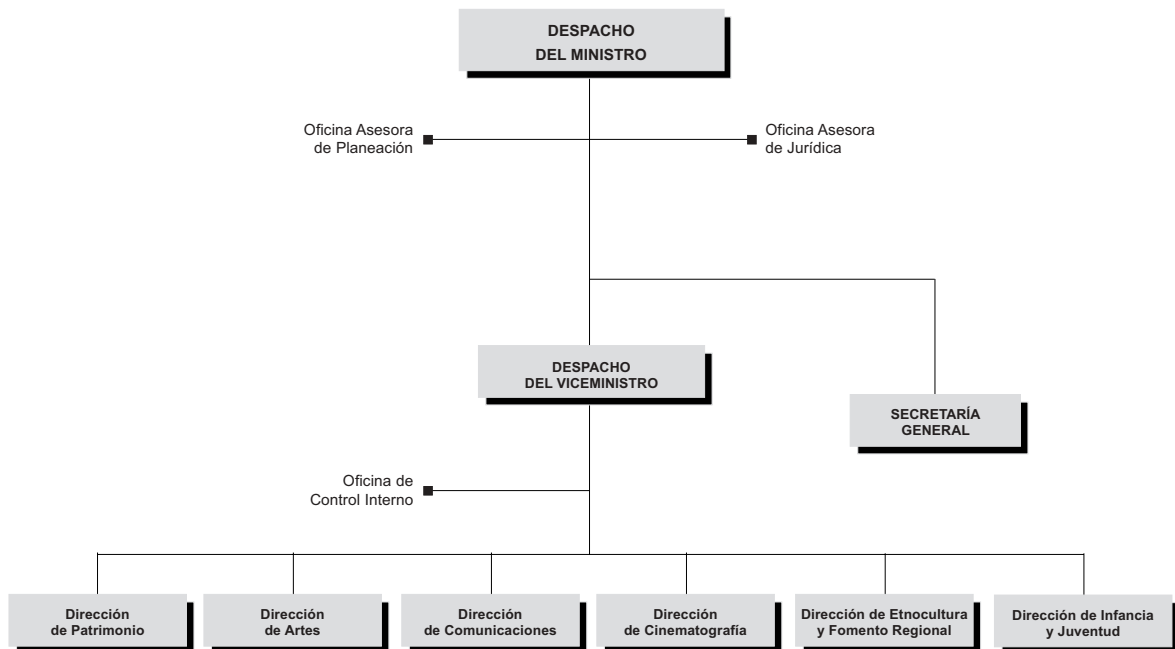 DESPACHO
DEL MINISTRO
Oficina Asesora
de Planeación
Oficina Asesora
de Jurídica
DESPACHO
DEL VICEMINISTRO
SECRETARÍA
GENERAL
Oficina de
Control Interno
Dirección
de Patrimonio
Dirección
de Artes
Dirección
de Comunicaciones
Dirección
de Cinematografía
Dirección de Etnocultura
y Fomento Regional
Dirección de Infancia
y Juventud